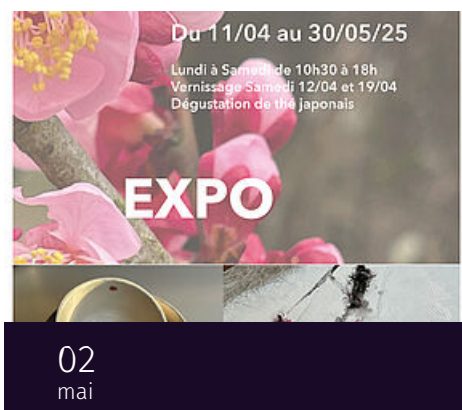 Du 11/04 au 30/05/25
Lundi à Samedi de 10h30 à 18h
Vernissage Samedi 12/04 et 19/04
Dégustation de thé japonais
EXPO
02
mai